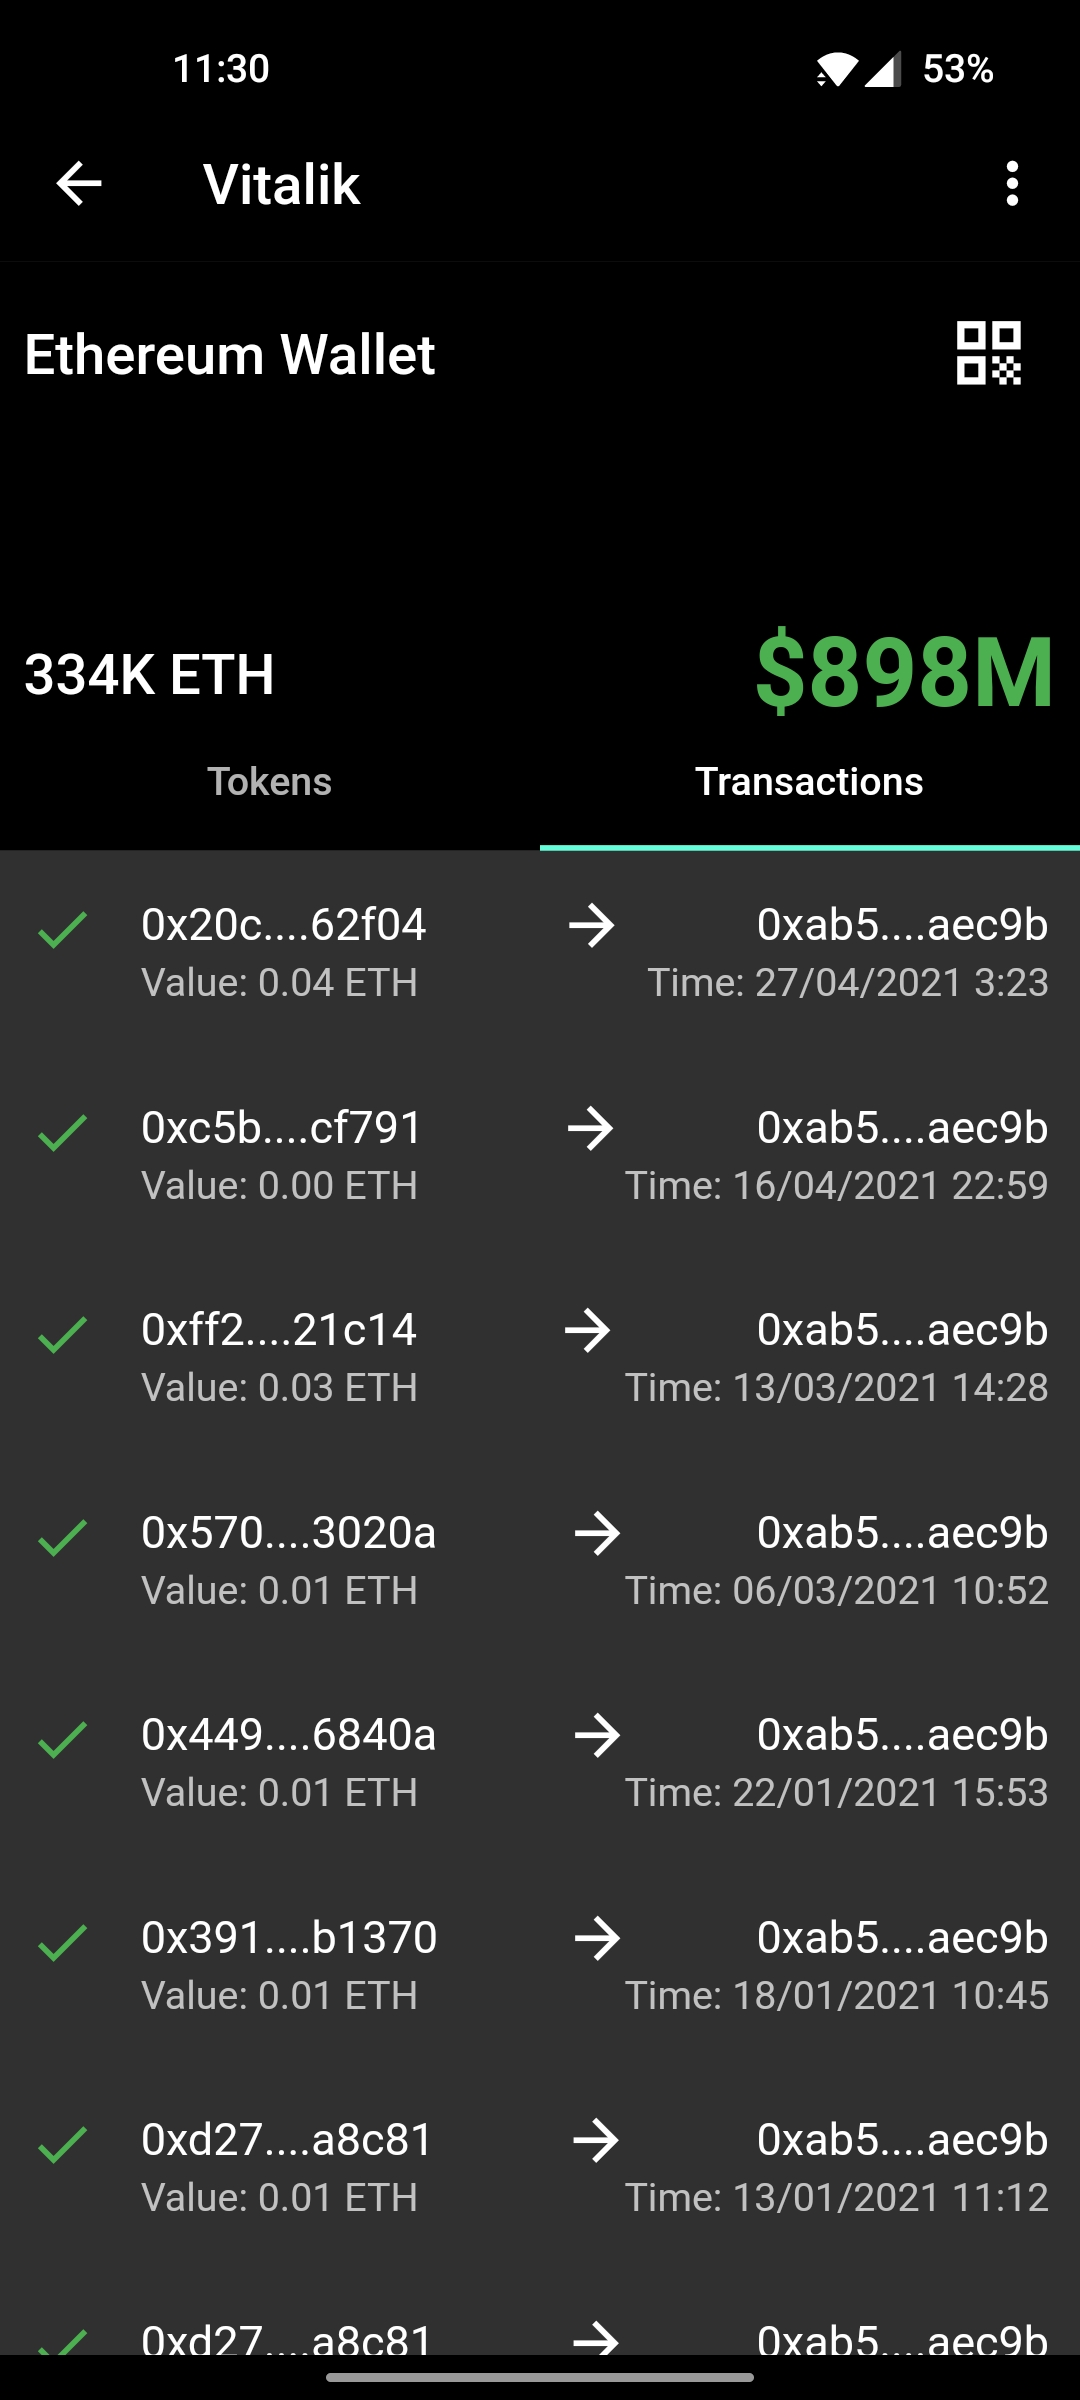 11:30 53%
Vitalik
Ethereum Wallet
334K ETH $898M
Tokens Transactions
0x20c....62f04 0xab5....aec9b
Value: 0.04 ETH Time: 27/04/2021 3:23
0xc5b....cf791 0xab5....aec9b
Value: 0.00 ETH Time: 16/04/2021 22:59
0xff2....21c14 0xab5....aec9b
Value: 0.03 ETH Time: 13/03/2021 14:28
0x570....3020a 0xab5....aec9b
Value: 0.01 ETH Time: 06/03/2021 10:52
0x449....6840a 0xab5....aec9b
Value: 0.01 ETH Time: 22/01/2021 15:53
0x391....b1370 0xab5....aec9b
Value: 0.01 ETH Time: 18/01/2021 10:45
0xd27....a8c81 0xab5....aec9b
Value: 0.01 ETH Time: 13/01/2021 11:12
0xd27....a8c81 0xab5....aec9b